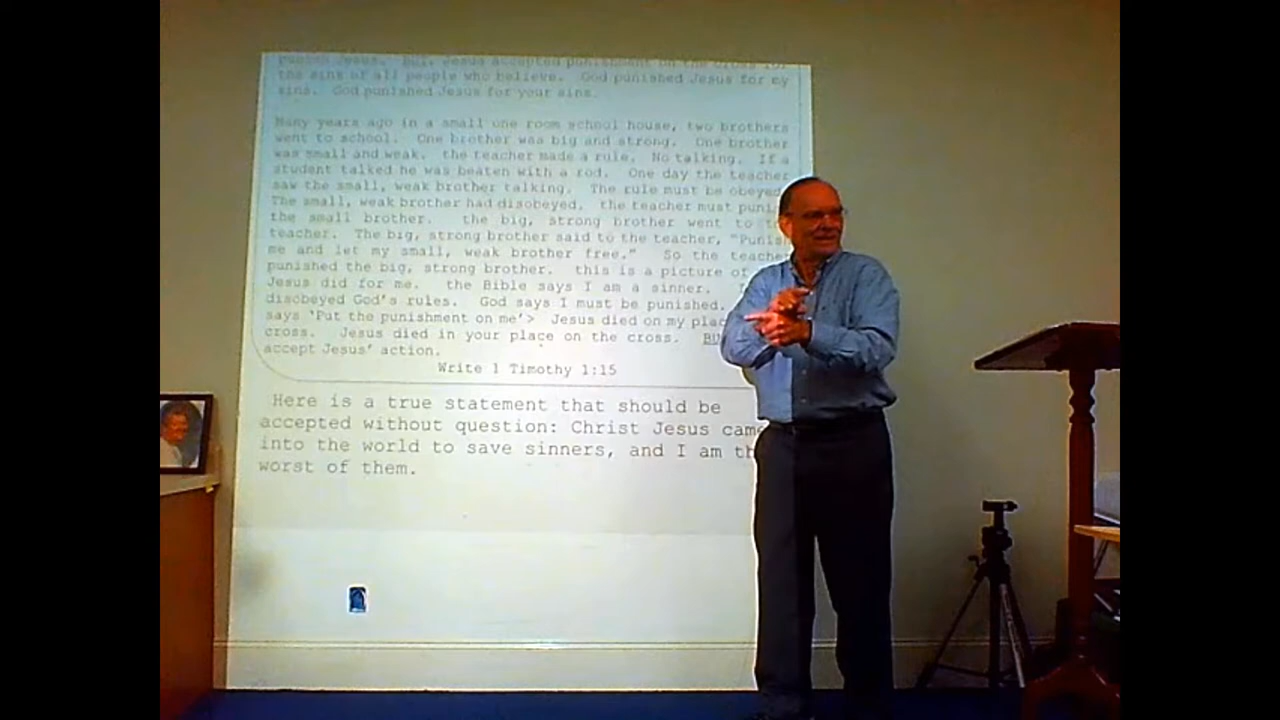 punish Jesus. But, Jesus accepted punishment on the cross for
the sins of all people who believe. God punished Jesus for my
sins. God punished Jesus for your sins.
Many years ago in a small one room school house, two brothers
went to school. One brother was big and strong. One brother
was small and weak. the teacher made a rule. No talking. If a
student talked he was beaten with a rod. One day the teacher
saw the small, weak brother talking. The rule must be obeyed
The small, weak brother had disobeyed. the teacher must punis
the small brother. the big, strong brother went to
teacher. The big, strong brother said to the teacher, "Punish
me and let my small, weak brother free." So the teacher
punished the big, strong brother. this is a picture of
Jesus did for me. the Bible says I am a sinner.
disobeyed God's rules. God says I must be punished.
says 'Put the punishment on me'> Jesus died on my plac
cross. Jesus died in your place on the cross. BU
accept Jesus' action.
Write 1 Timothy 1:15
Here is a true statement that should be
accepted without question: Christ Jesus came
into the world to save sinners, and I am th
worst of them.